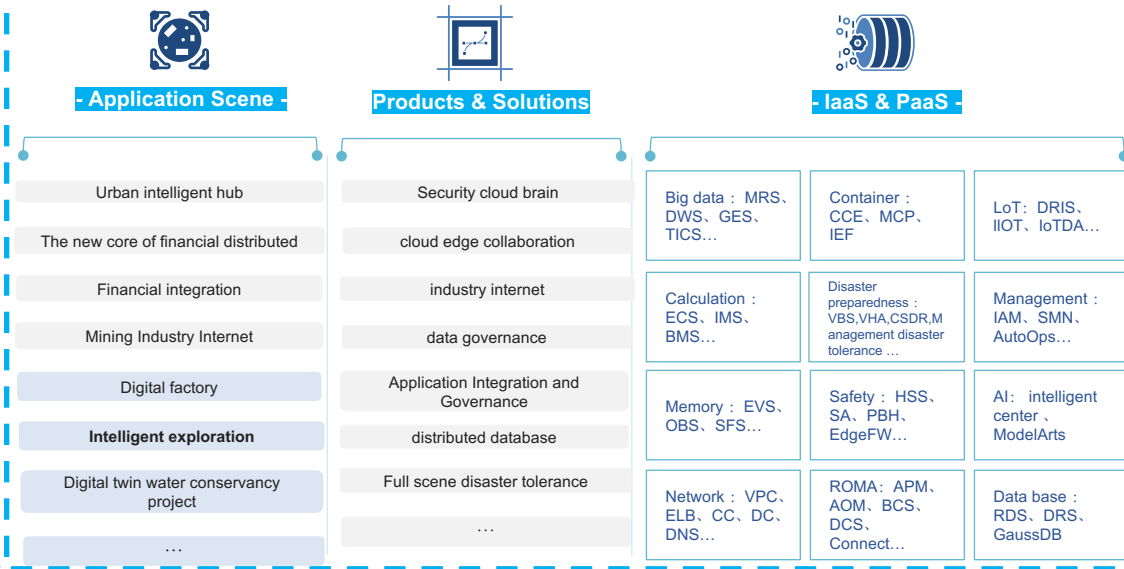 - Application Scene -
Urban intelligent hub
The new core of financial distributed
Financial integration
Mining Industry Internet
Digital factory
Intelligent exploration
Digital twin water conservancy
project
…
Products & Solutions
Security cloud brain
cloud edge collaboration
industry internet
data governance
Application Integration and
Governance
distributed database
Full scene disaster tolerance
…
- IaaS & PaaS -
Big data： MRS、
DWS、GES、
TICS…
Container：
CCE、MCP、
IEF
LoT: DRIS、
IIOT、IoTDA…
Calculation：
ECS、IMS、
BMS…
Disaster
preparedness：
VBS,VHA,CSDR,M
anagement disaster
tolerance …
Management：
IAM、SMN、
AutoOps…
Memory：EVS、
OBS、SFS…
Safety： HSS、
SA、PBH、
EdgeFW…
AI: intelligent
center 、
ModelArts
Network： VPC、
ELB、CC、DC、
DNS…
ROMA: APM、
AOM、BCS、
DCS、
Connect…
Data base：
RDS、DRS、
GaussDB